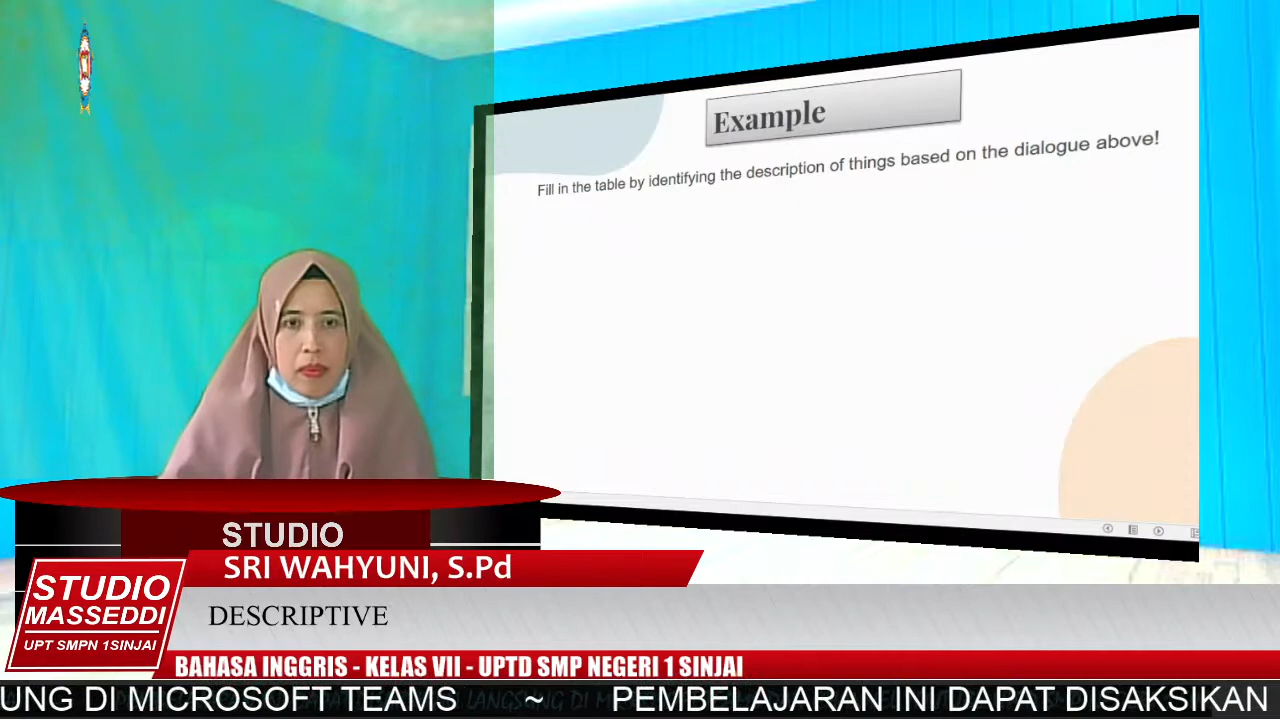 Example
Fill in the table by identifying the description of things based on the dialogue above!
STUDIO
SRI WAHYUNI, S.Pd
STUDIO
MASSEDDI
UPT SMPN 1SINJAI
DESCRIPTIVE
BAHASA INGGRIS - KELAS VII - UPTD SMP NEGERI 1 SINJAI
UNG DI MICROSOFT TEAMS ~ PEMBELAJARAN INI DAPAT DISAKSIKAN